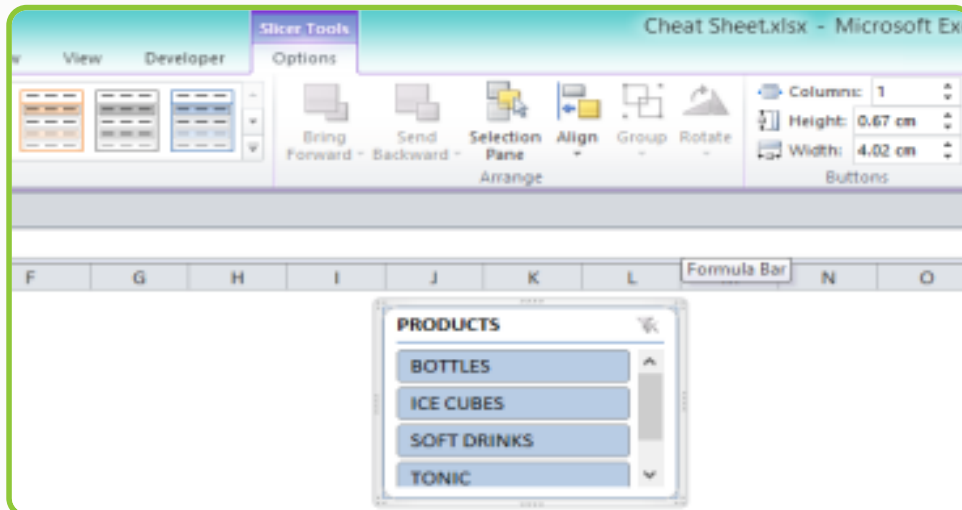 Slicer Tools
Cheat Sheet.xlsx - Microsoft Ex
View Developer Options
Bring Forward
Send Backward
Selection Pane
Align
Group
Rotate
Columns: 1
Height: 0.67 cm
Width: 4.02 cm
Arrange
Buttons
Formula Bar
F G H I J K L N O
PRODUCTS
BOTTLES
ICE CUBES
SOFT DRINKS
TONIC